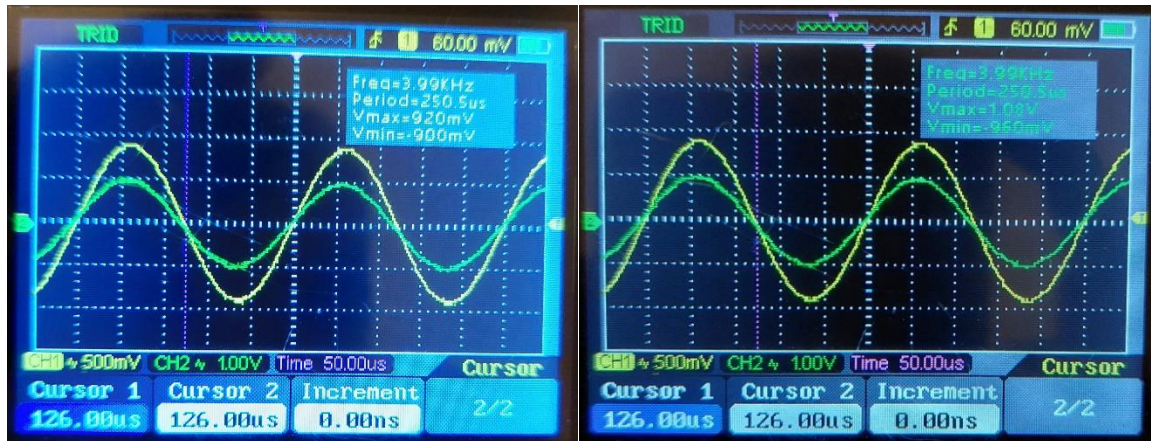 TRID 1 60.00 mV
Freq=3.99KHz
Period=250.5us
Vmax=920mV
Vmin=-900mV
CH1 500mV CH2 1.00V Time 50.00us Cursor
Cursor 1 Cursor 2 Increment 2/2
126.00us 126.00us 0.00ns
TRID 1 60.00 mV
Freq=3.99KHz
Period=250.5us
Vmax=1.08V
Vmin=-960mV
CH1 500mV CH2 1.00V Time 50.00us Cursor
Cursor 1 Cursor 2 Increment 2/2
126.00us 126.00us 0.00ns